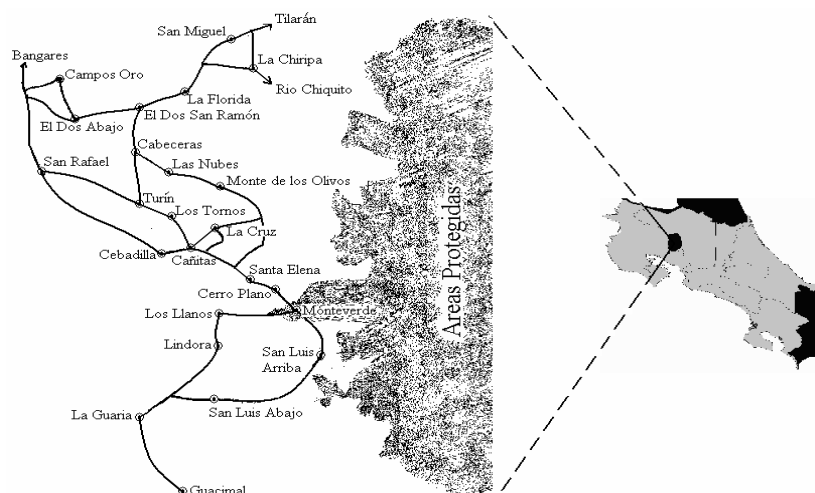 Tilarán
San Miguel
Bangares
La Chiripa
Campos Oro
Rio Chiquito
La Florida
El Dos San Ramón
El Dos Abajo
Cabeceras
San Rafael
Las Nubes
Monte de los Olivos
Turín
Los Tornos
La Cruz
Cebadilla
Cañitas
Santa Elena
Cerro Plano
Monteverde
Los Llanos
Lindora
San Luis
Arriba
La Guaria
San Luis Abajo
Guacimal
Areas Protegidas